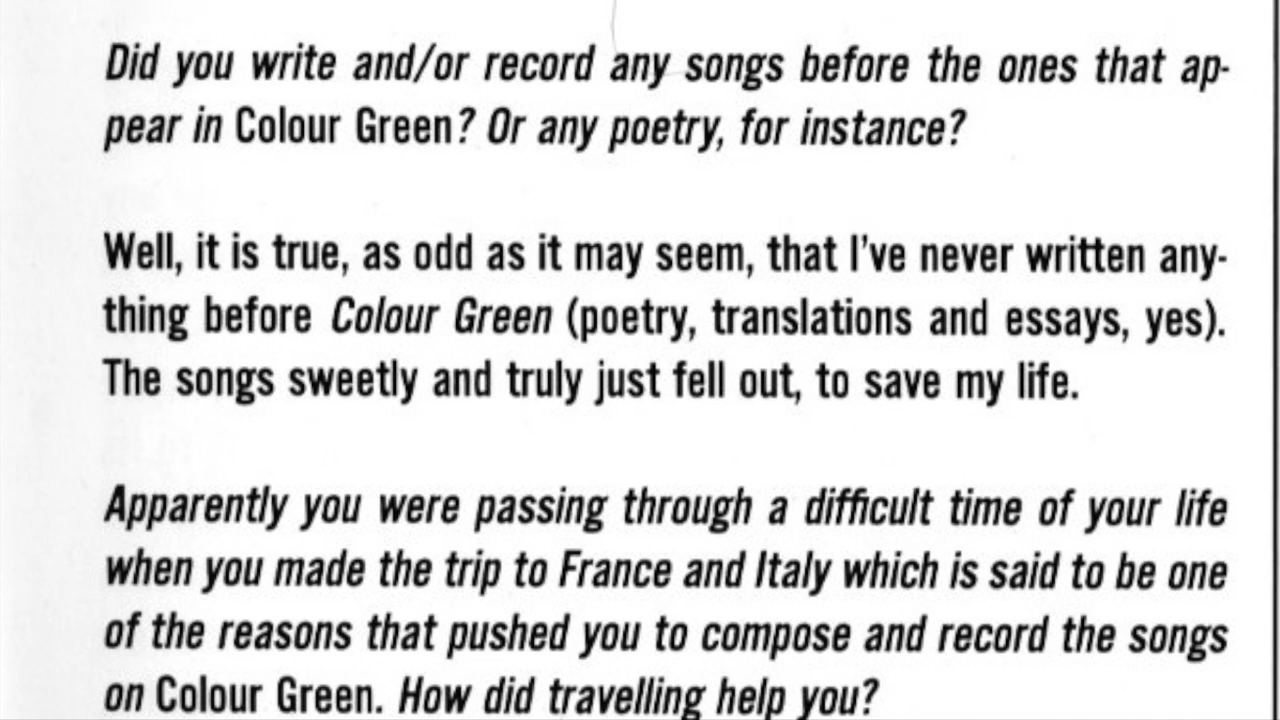 Did you write and/or record any songs before the ones that ap-
pear in Colour Green? Or any poetry, for instance?
Well, it is true, as odd as it may seem, that I've never written any-
thing before Colour Green (poetry, translations and essays, yes).
The songs sweetly and truly just fell out, to save my life.
Apparently you were passing through a difficult time of your life
when you made the trip to France and Italy which is said to be one
of the reasons that pushed you to compose and record the songs
on Colour Green. How did travelling help you?